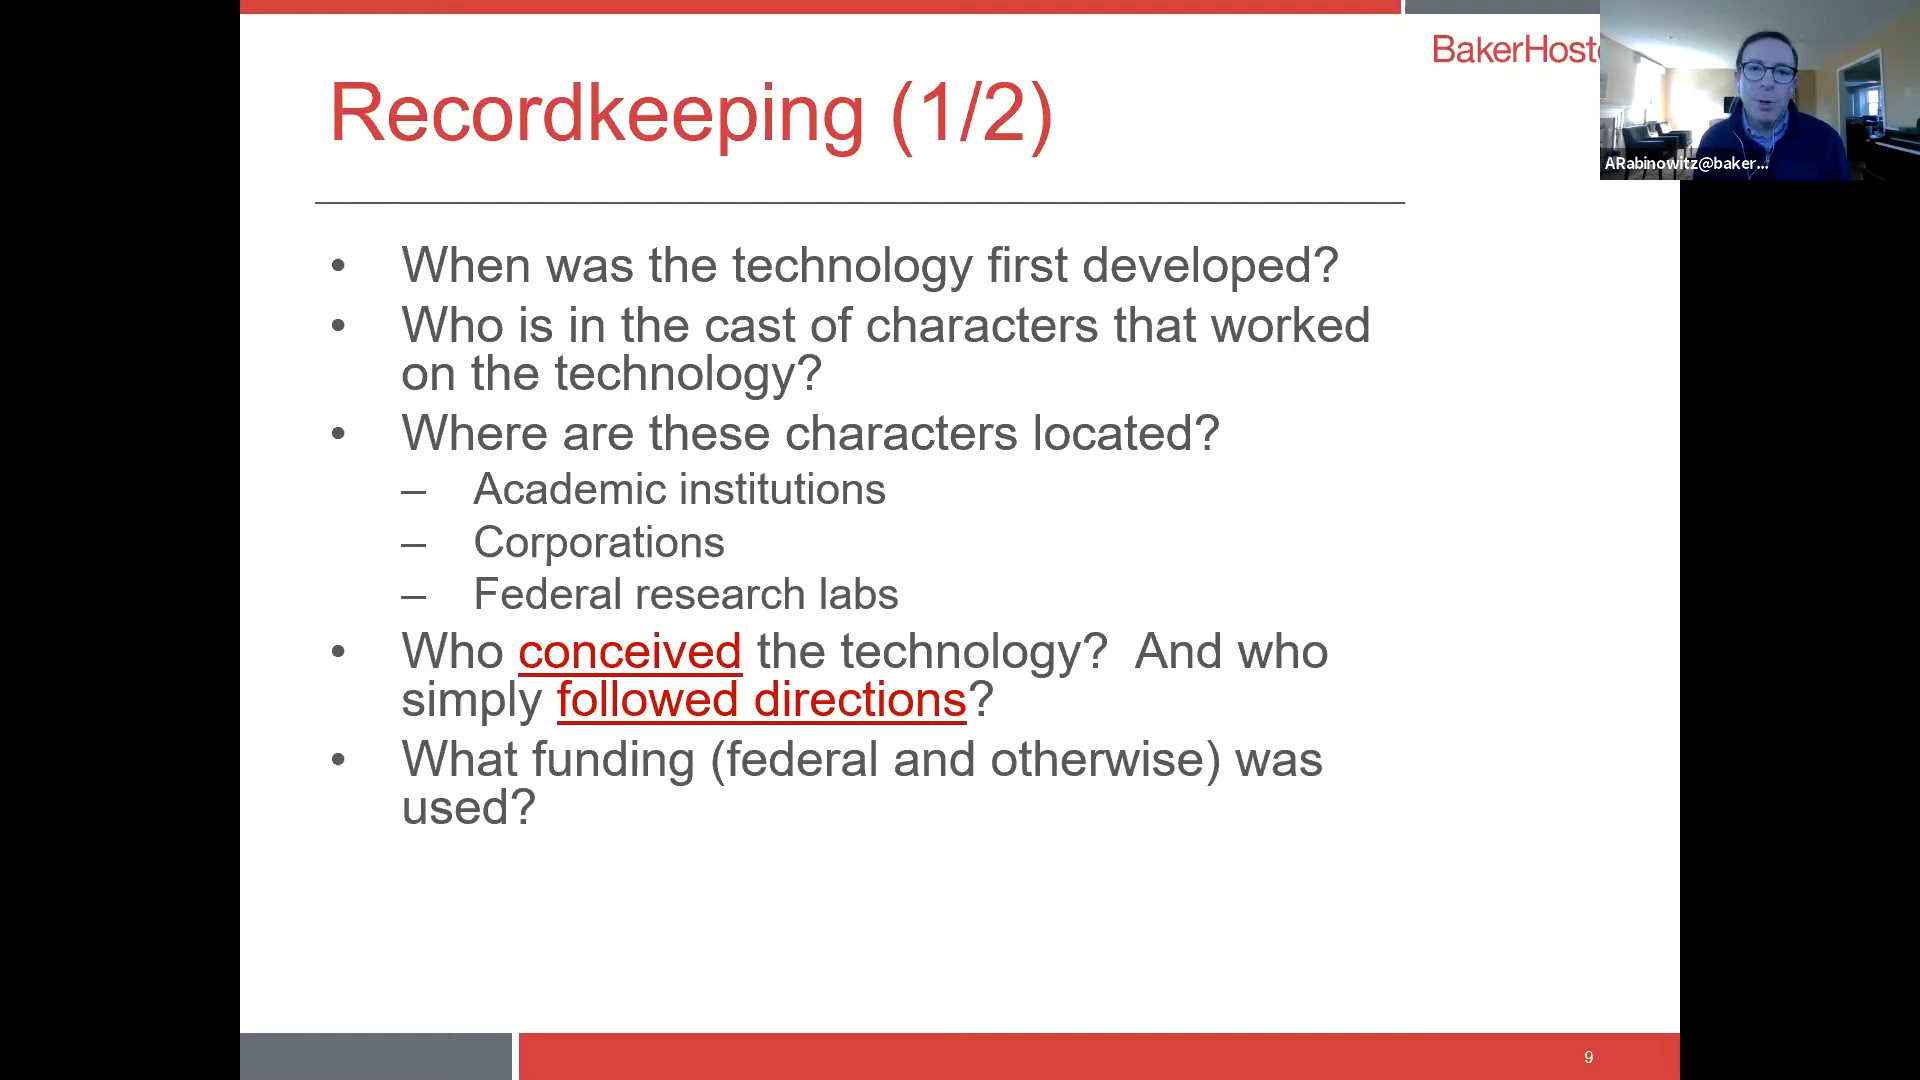 BakerHoste
Recordkeeping (1/2)
ARabinowitz@baker...
• When was the technology first developed?
• Who is in the cast of characters that worked
on the technology?
• Where are these characters located?
– Academic institutions
– Corporations
– Federal research labs
• Who conceived the technology? And who
simply followed directions?
• What funding (federal and otherwise) was
used?
9